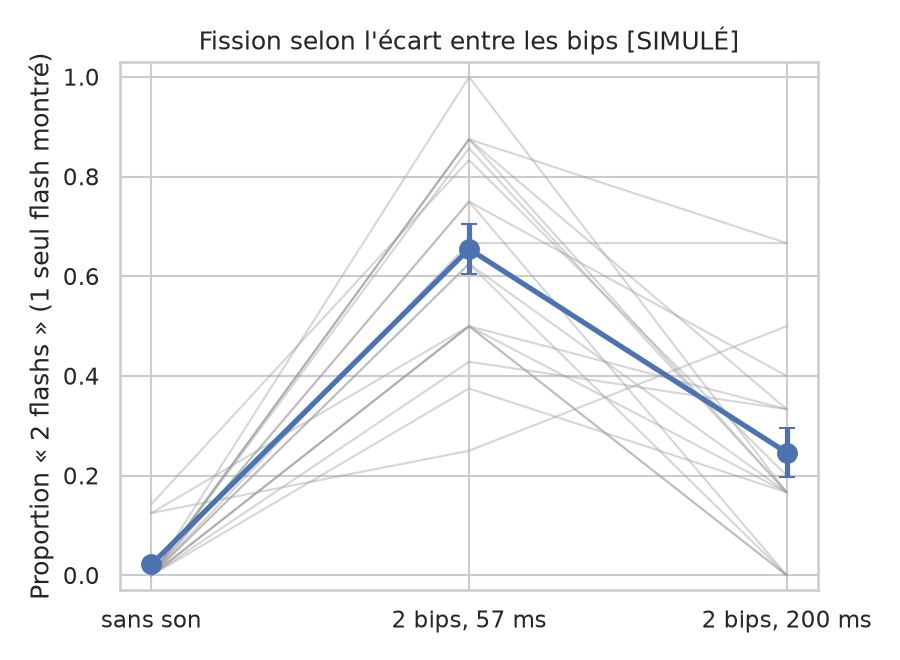 Fission selon l'écart entre les bips [SIMULÉ]
Proportion « 2 flashs » (1 seul flash montré)
1.0
0.8
0.6
0.4
0.2
0.0
sans son
2 bips, 57 ms
2 bips, 200 ms